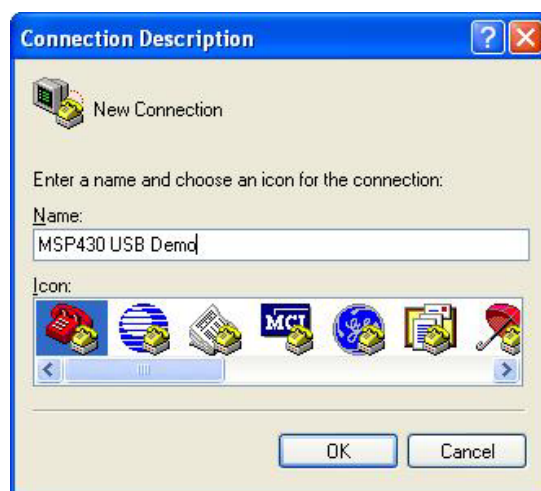 Connection Description
New Connection
Enter a name and choose an icon for the connection:
Name:
MSP430 USB Demo
Icon:
MCI
OK Cancel